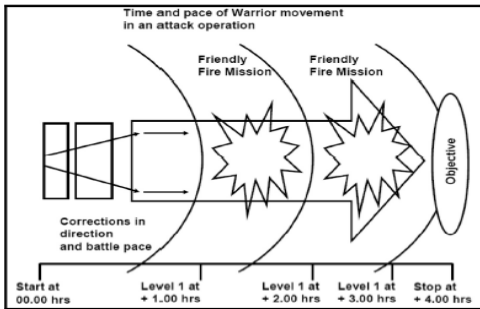 Time and pace of Warrior movement
in an attack operation
Friendly
Fire Mission
Friendly
Fire Mission
Objective
Corrections in
direction
and battle pace
Start at
00.00 hrs
Level 1 at
+ 1.00 hrs
Level 1 at
+ 2.00 hrs
Level 1 at
+ 3.00 hrs
Stop at
+ 4.00 hrs